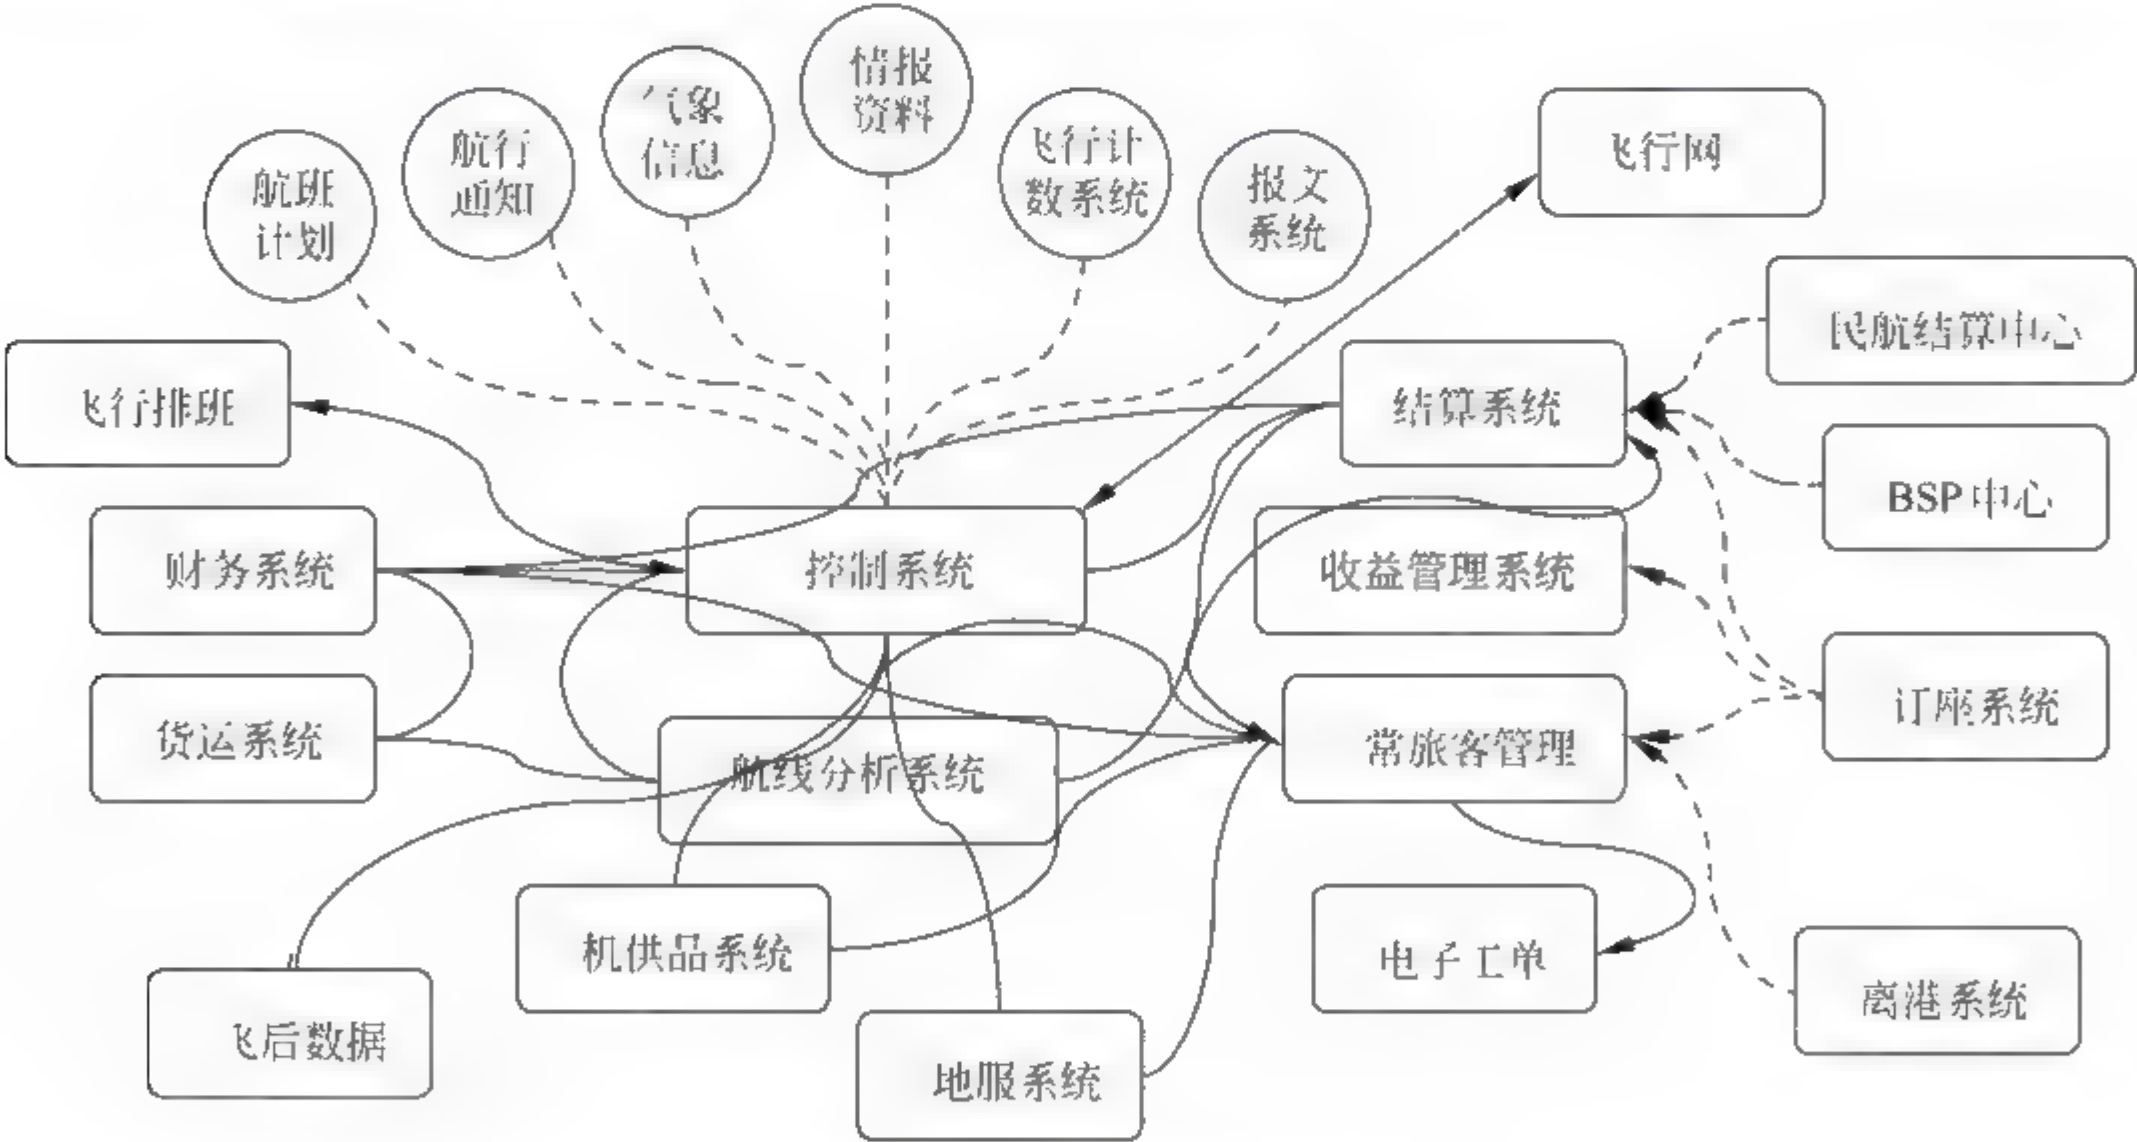 情报
资料
气象
信息
航行
通知
飞行计
数系统
航班
计划
报文
系统
飞行网
民航结算中心
飞行排班
结算系统
BSP中心
财务系统
控制系统
收益管理系统
货运系统
航线分析系统
常旅客管理
订座系统
机供品系统
电子工单
离港系统
飞后数据
地服系统